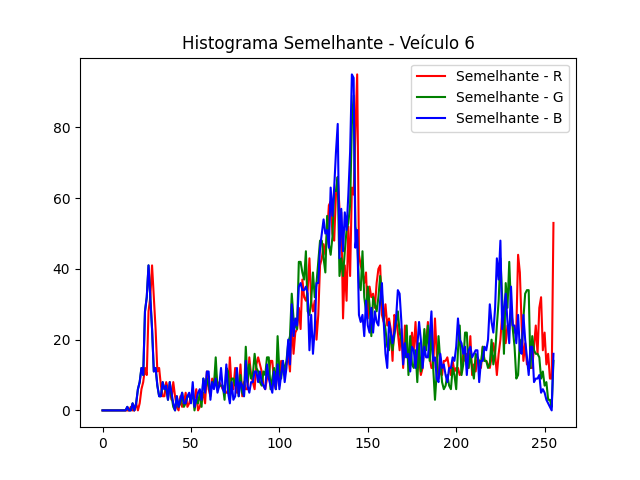 Histograma Semelhante - Veículo 6
Semelhante - R
Semelhante - G
Semelhante - B
80
60
40
20
0
0 50 100 150 200 250